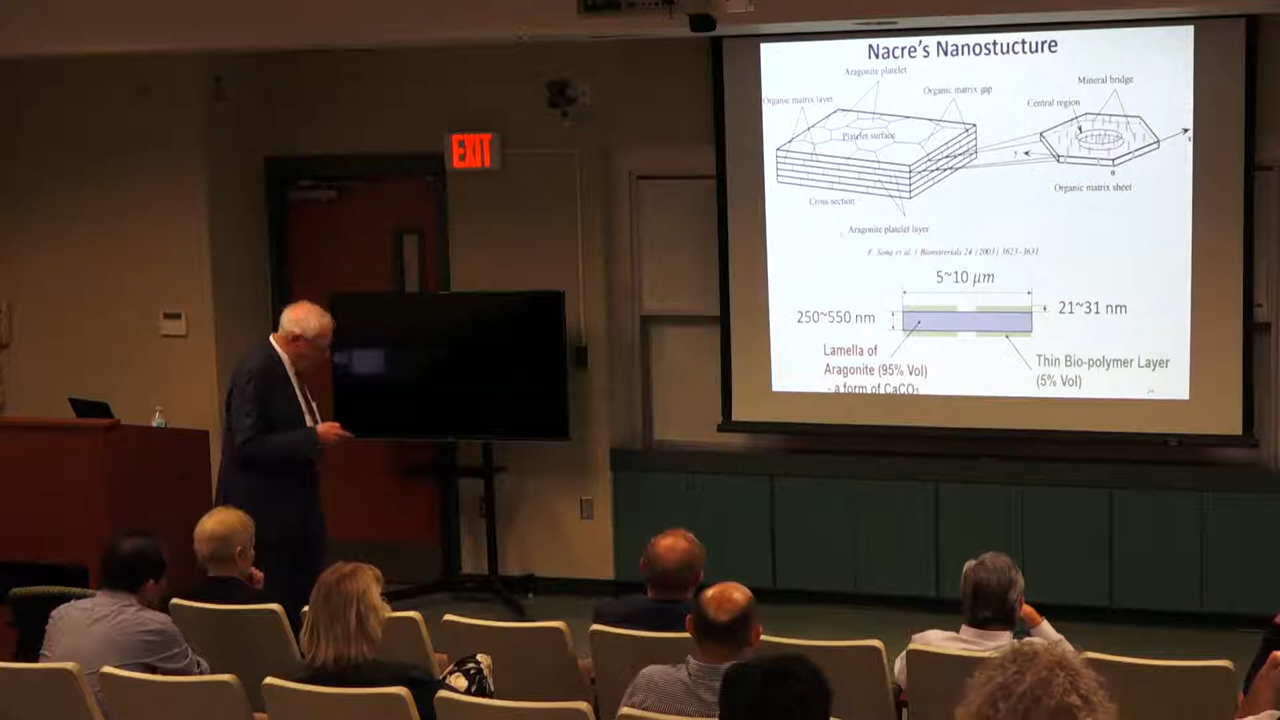 EXIT
Nacre's Nanostucture
Aragonite platelet
Organic matrix layer
Organic matrix gap
Mineral bridge
Central region
Platelet surface
x
y
0
Organic matrix sheet
Cross section
Aragonite platelet layer
F. Song et al. / Biomaterials 24 (2003) 3623-3631
5~10 μm
250~550 nm
21~31 nm
Lamella of
Aragonite (95% Vol)
- a form of CaCO3
Thin Bio-polymer Layer
(5% Vol)